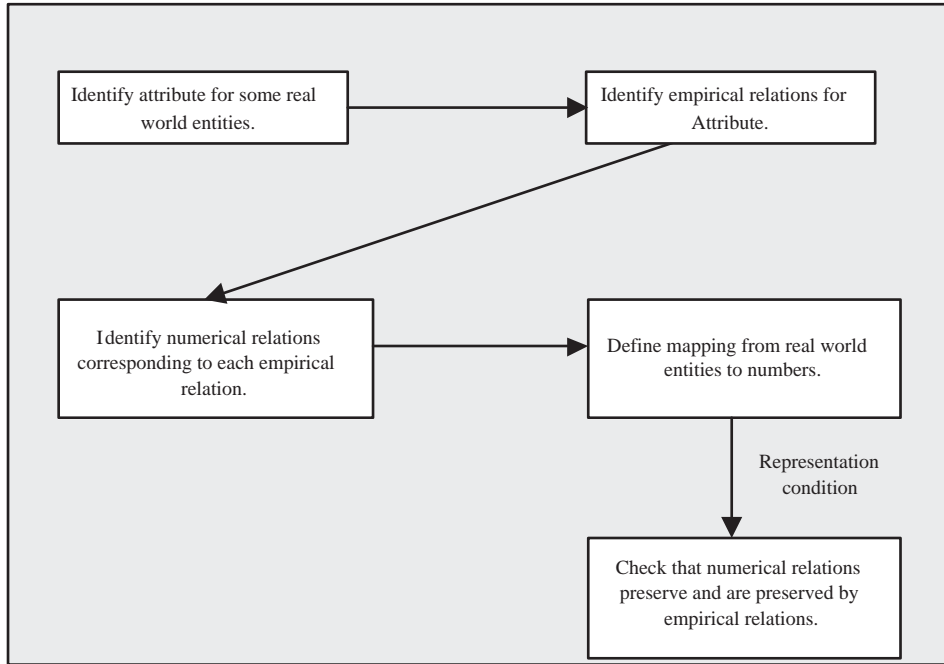 Identify attribute for some real
world entities.
Identify empirical relations for
Attribute.
Identify numerical relations
corresponding to each empirical
relation.
Define mapping from real world
entities to numbers.
Representation
condition
Check that numerical relations
preserve and are preserved by
empirical relations.